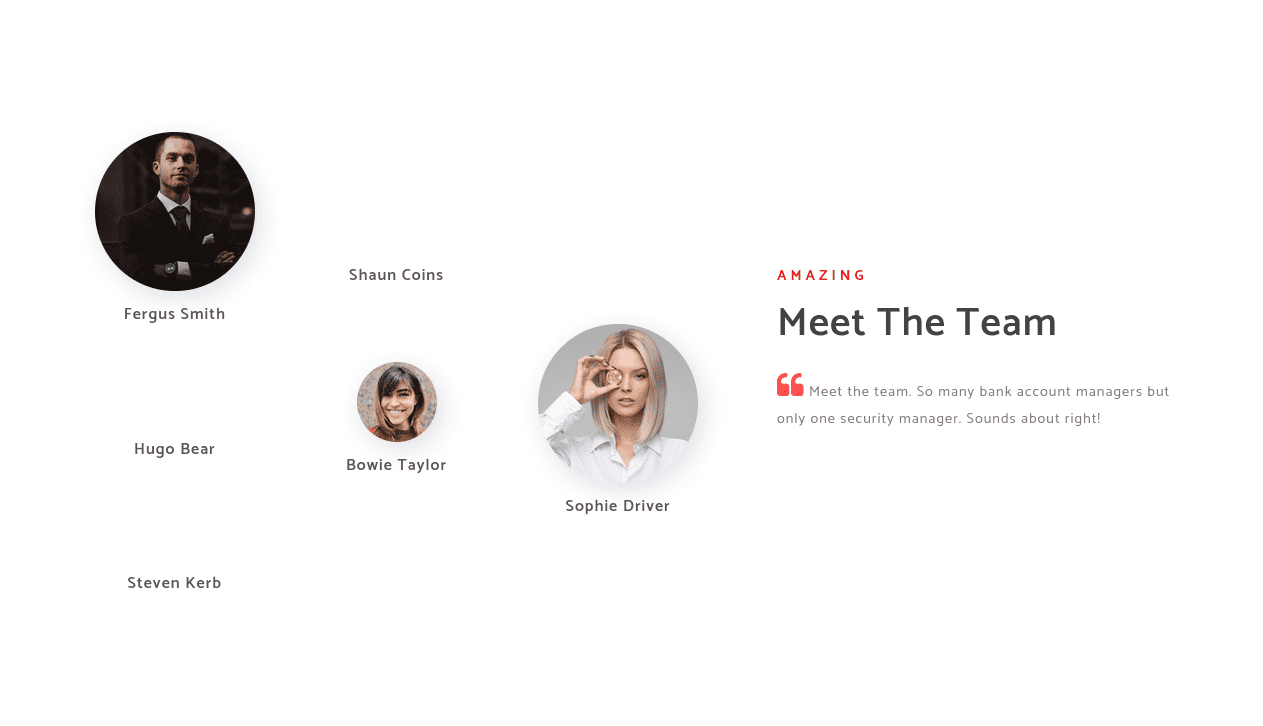 Fergus Smith
Hugo Bear
Steven Kerb
Shaun Coins
Bowie Taylor
Sophie Driver
AMAZING
Meet The Team
Meet the team. So many bank account managers but
only one security manager. Sounds about right!